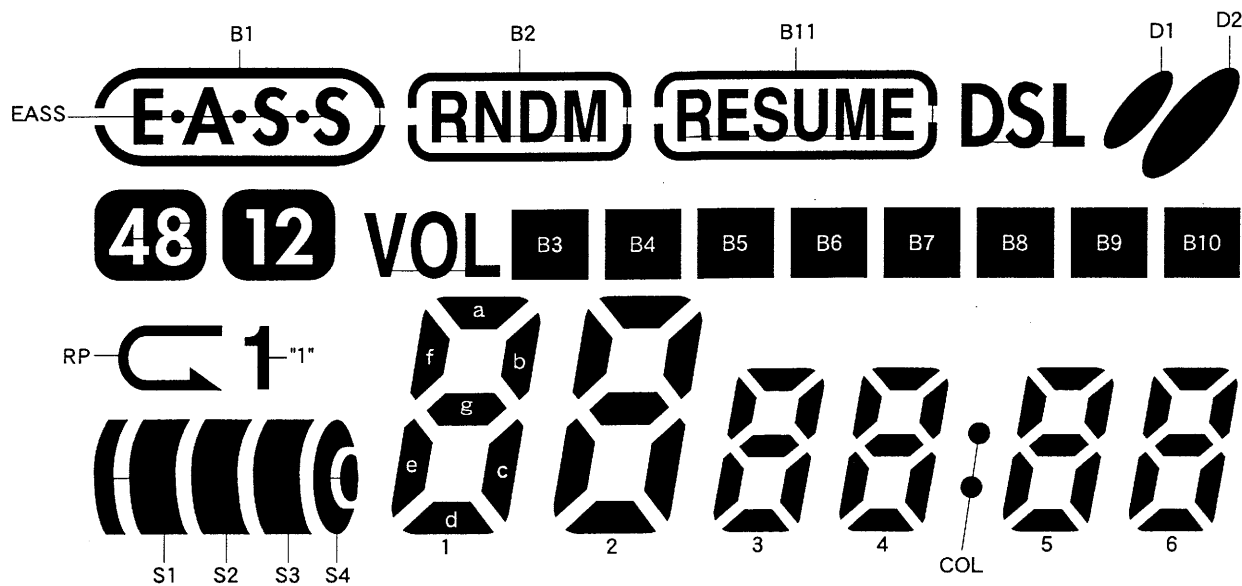 B1 B2 B11 D1 D2
EASS E·A·S·S RNDM RESUME DSL
48 12 VOL B3 B4 B5 B6 B7 B8 B9 B10
a
RP 1 "1" f b
g
e c
d
1 2 3 4 5 6
COL
S1 S2 S3 S4